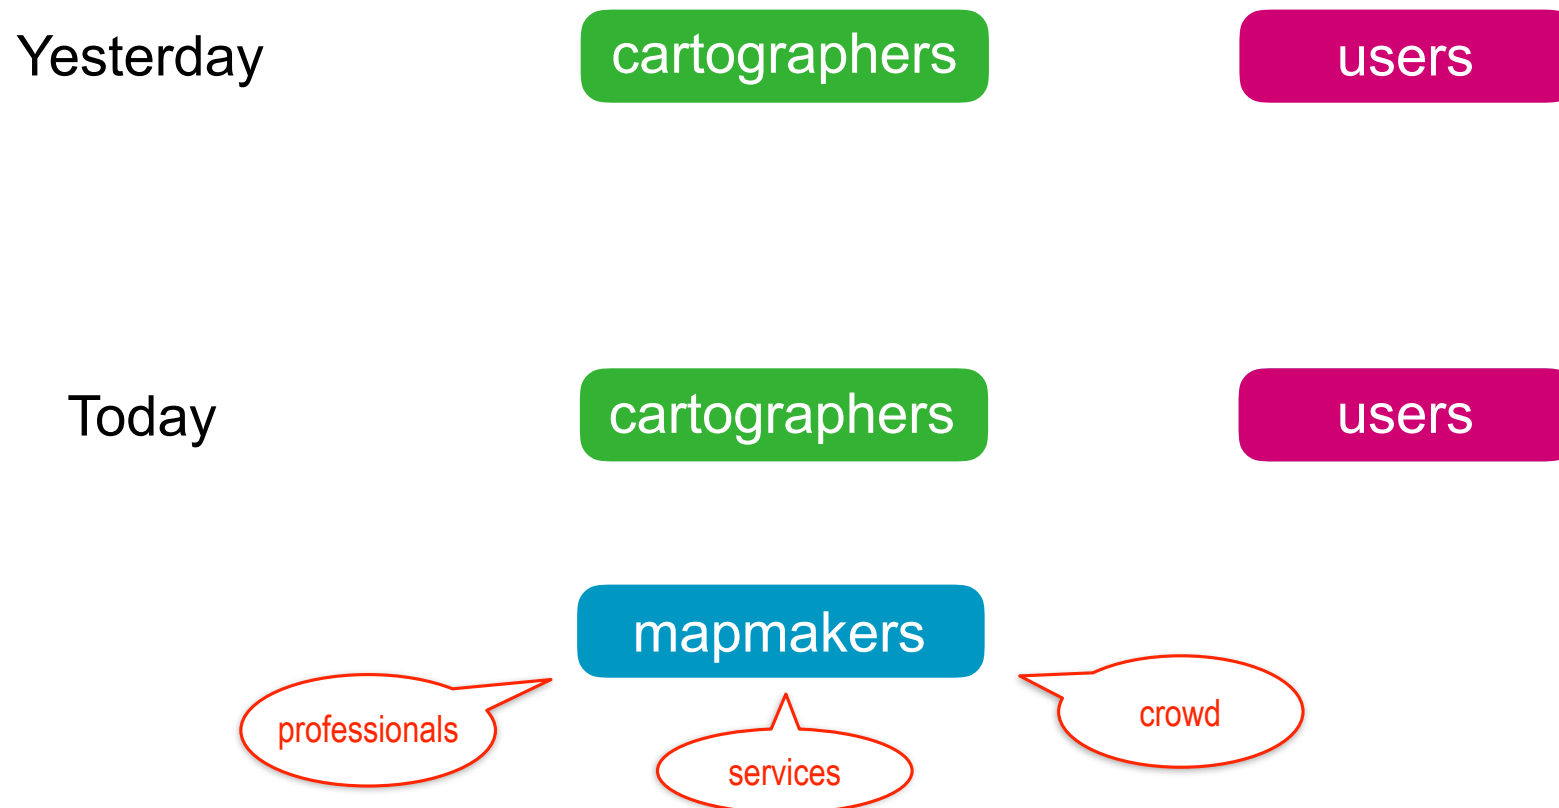 Yesterday
cartographers
users
Today
cartographers
users
mapmakers
professionals
services
crowd